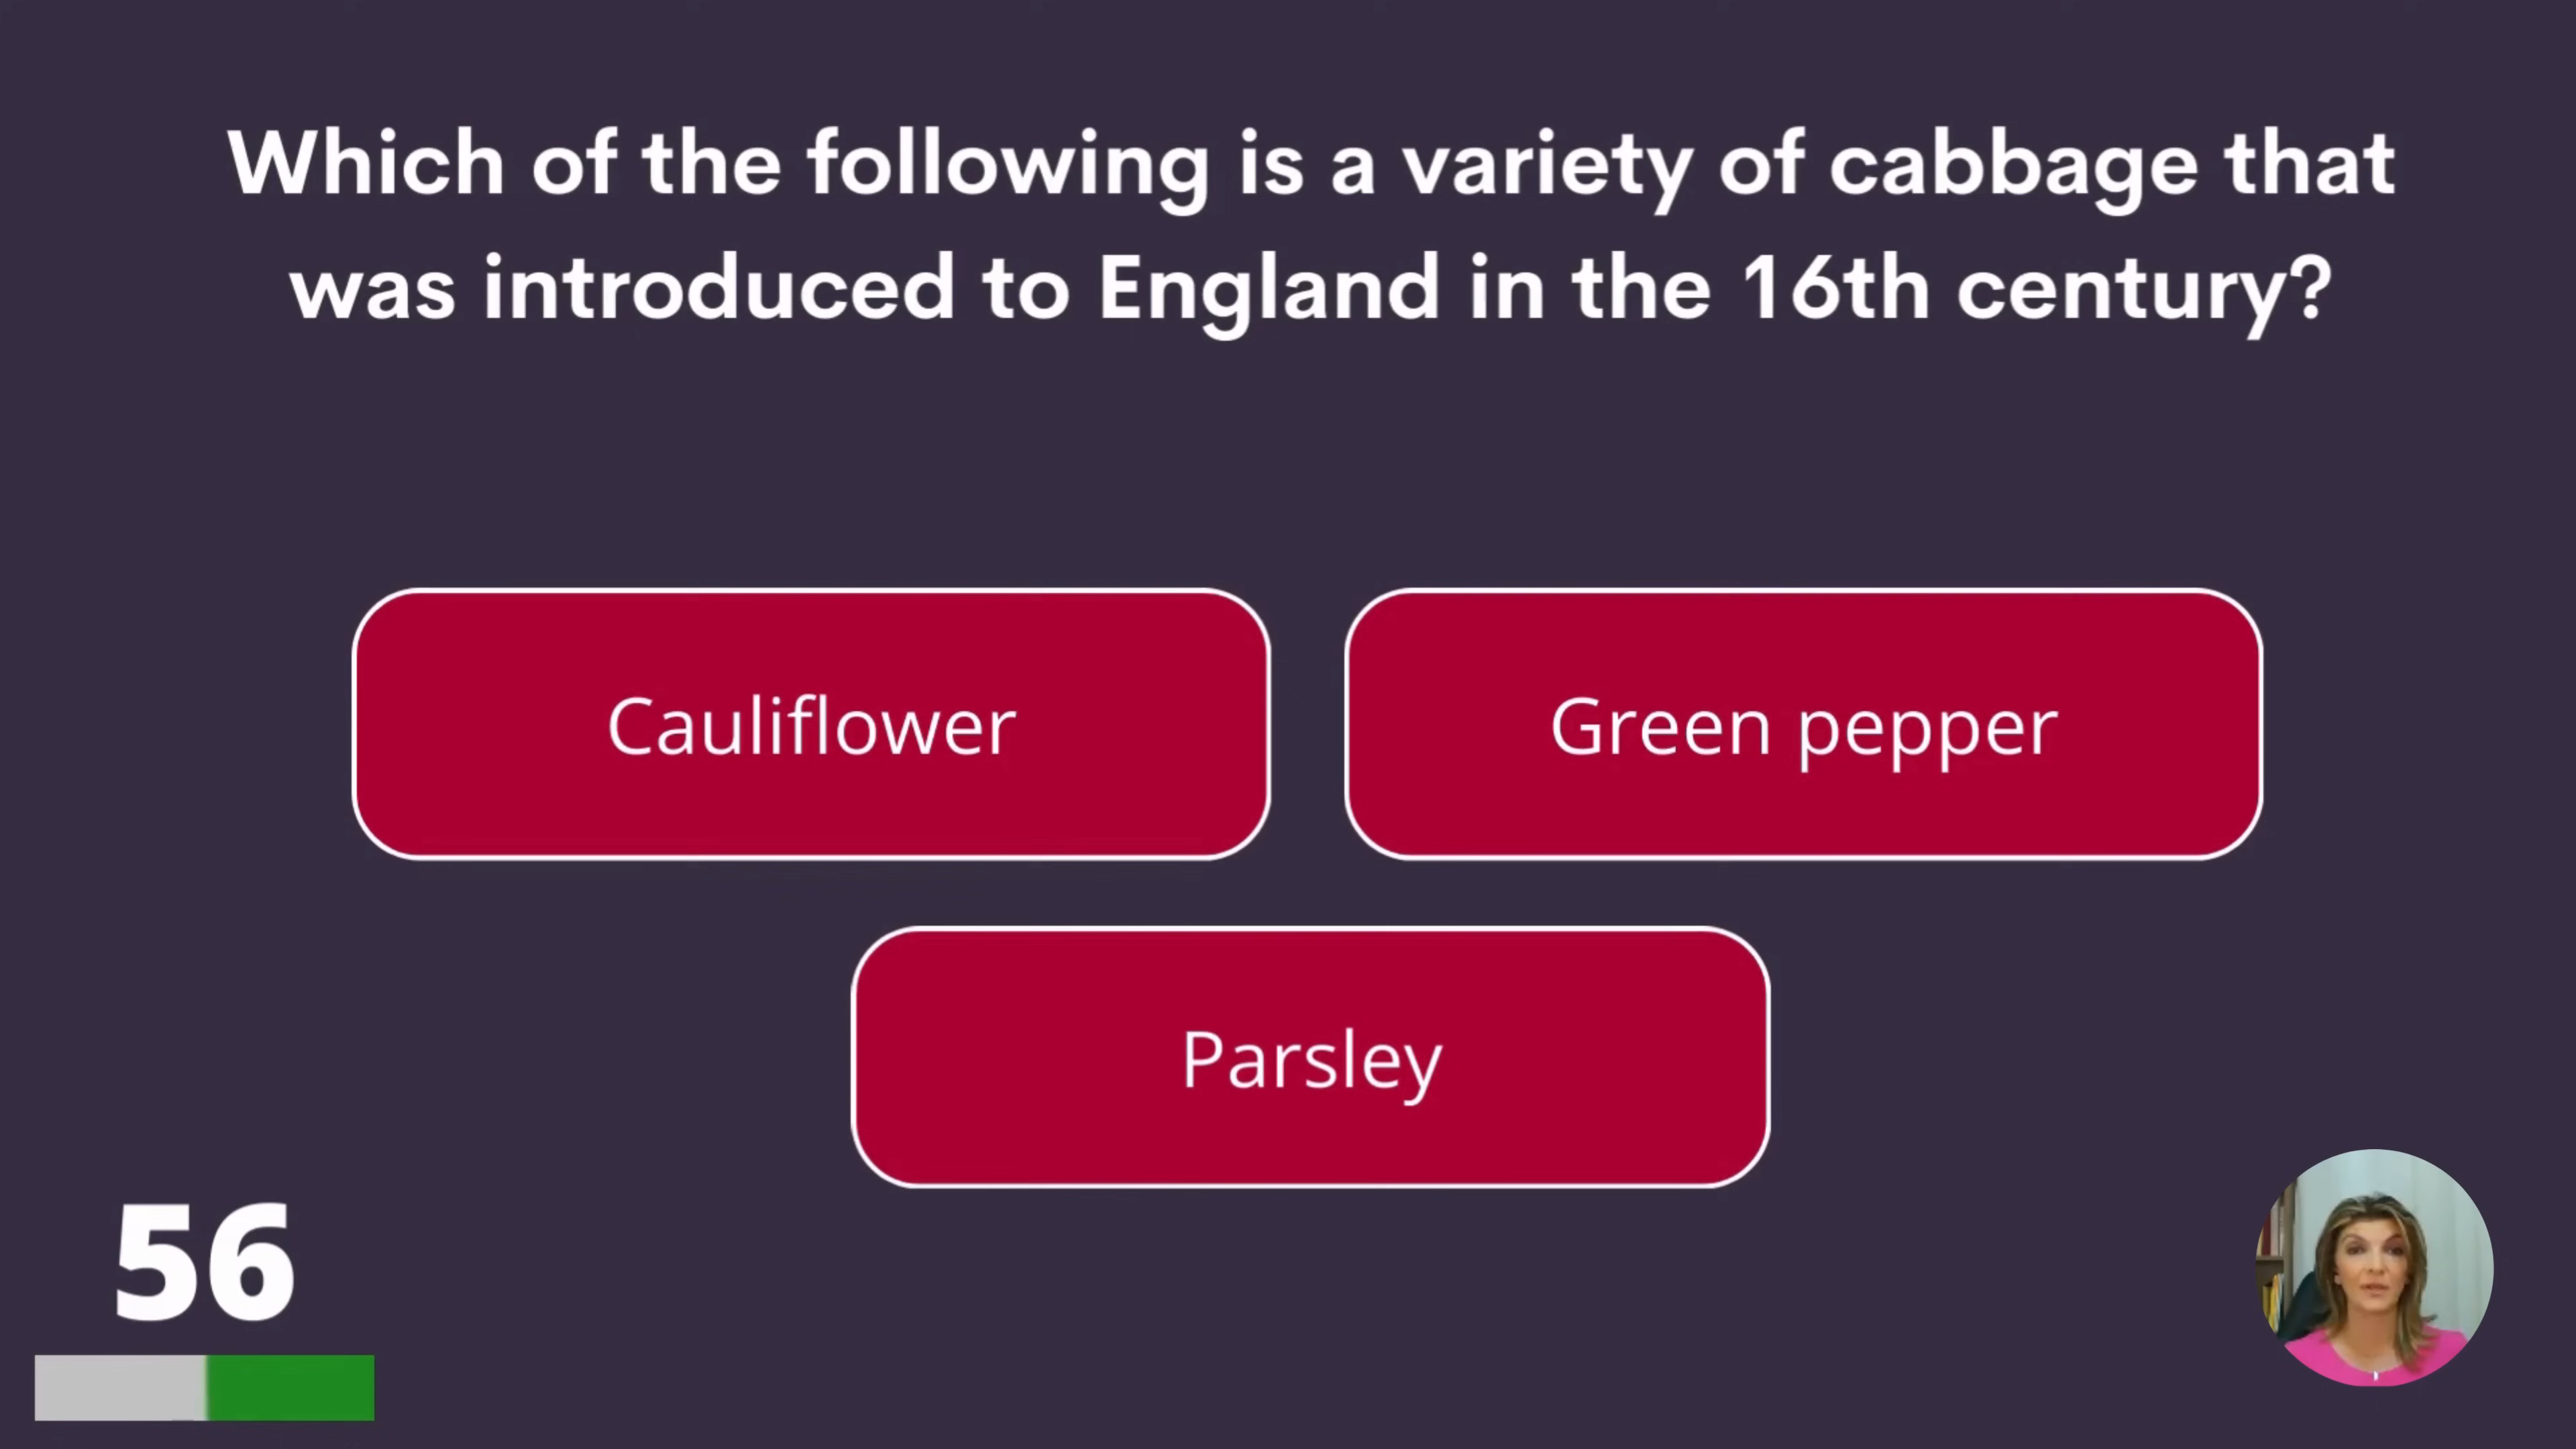 Which of the following is a variety of cabbage that
was introduced to England in the 16th century?
Cauliflower
Green pepper
Parsley
56